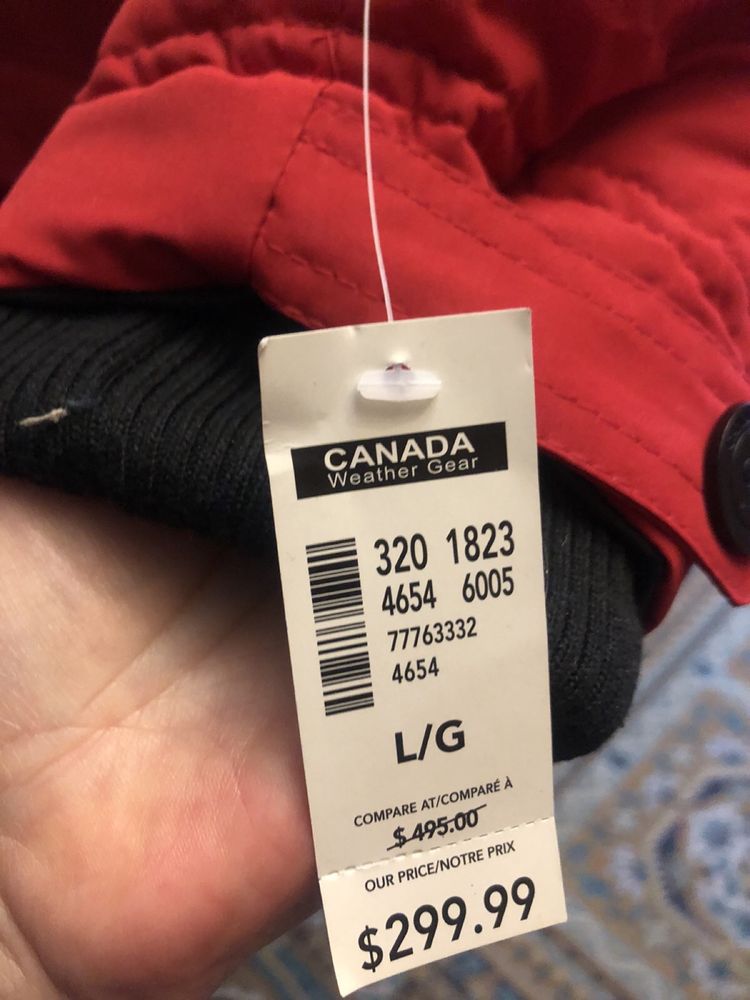 CANADA
Weather Gear
320 1823
4654 6005
77763332
4654
L/G
COMPARE AT/COMPARÉ À
$495.00
OUR PRICE/NOTRE PRIX
$299.99